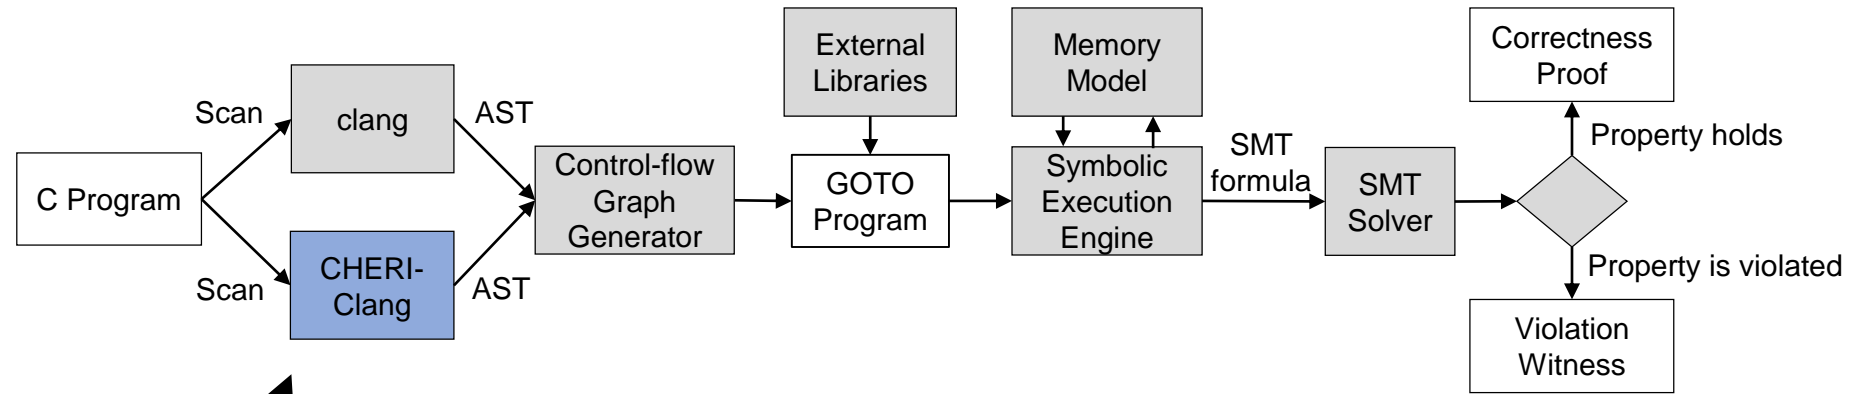 C Program
Scan
Scan
clang
CHERI-
Clang
AST
AST
Control-flow
Graph
Generator
External
Libraries
GOTO
Program
Memory
Model
Symbolic
Execution
Engine
SMT
formula
SMT
Solver
Correctness
Proof
Property holds
Property is violated
Violation
Witness